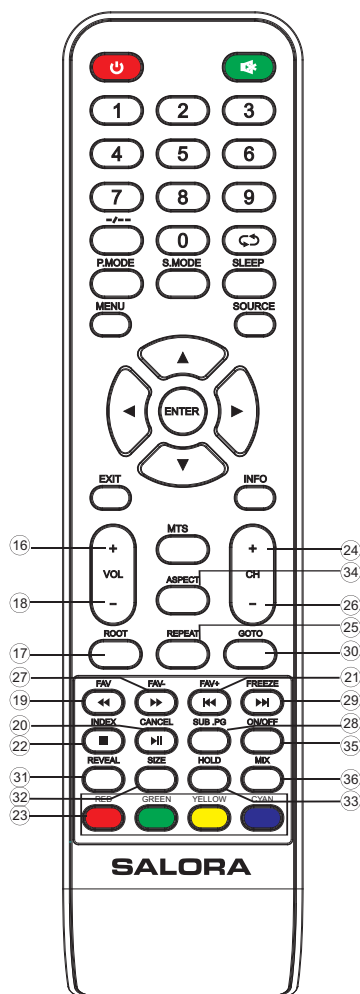 1 2 3
4 5 6
7 8 9
-/--
0
P.MODE S.MODE SLEEP
MENU SOURCE
ENTER
EXIT INFO
MTS
16 + + 24
VOL CH 34
ASPECT
18 - - 26
25
ROOT REPEAT GOTO
17 30
27 FAV FAV- FAV+ FREEZE 21
19 29
20 INDEX CANCEL SUB .PG ON/OFF 28
22 35
31 REVEAL SIZE HOLD MIX 36
32 33
RED GREEN YELLOW CYAN
23
SALORA